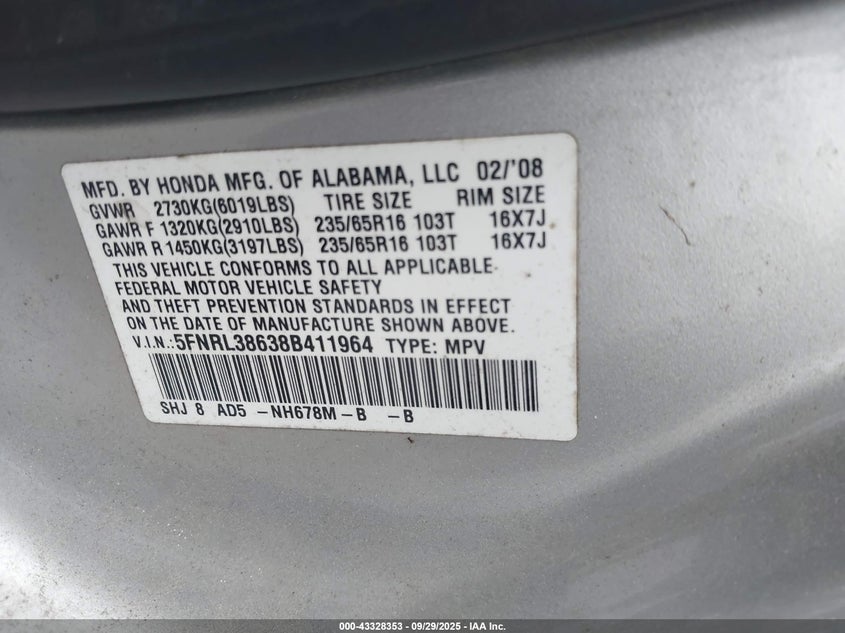 MFD. BY HONDA MFG. OF ALABAMA, LLC 02/'08
GVWR 2730KG(6019LBS) TIRE SIZE RIM SIZE
GAWR F 1320KG(2910LBS) 235/65R16 103T 16X7J
GAWR R 1450KG(3197LBS) 235/65R16 103T 16X7J
THIS VEHICLE CONFORMS TO ALL APPLICABLE
FEDERAL MOTOR VEHICLE SAFETY
AND THEFT PREVENTION STANDARDS IN EFFECT
ON THE DATE OF MANUFACTURE SHOWN ABOVE.
V.I.N.:5FNRL38638B411964 TYPE: MPV
SHJ 8 AD5 -NH678M-B -B
000-43328353 - 09/29/2025 - IAA Inc.